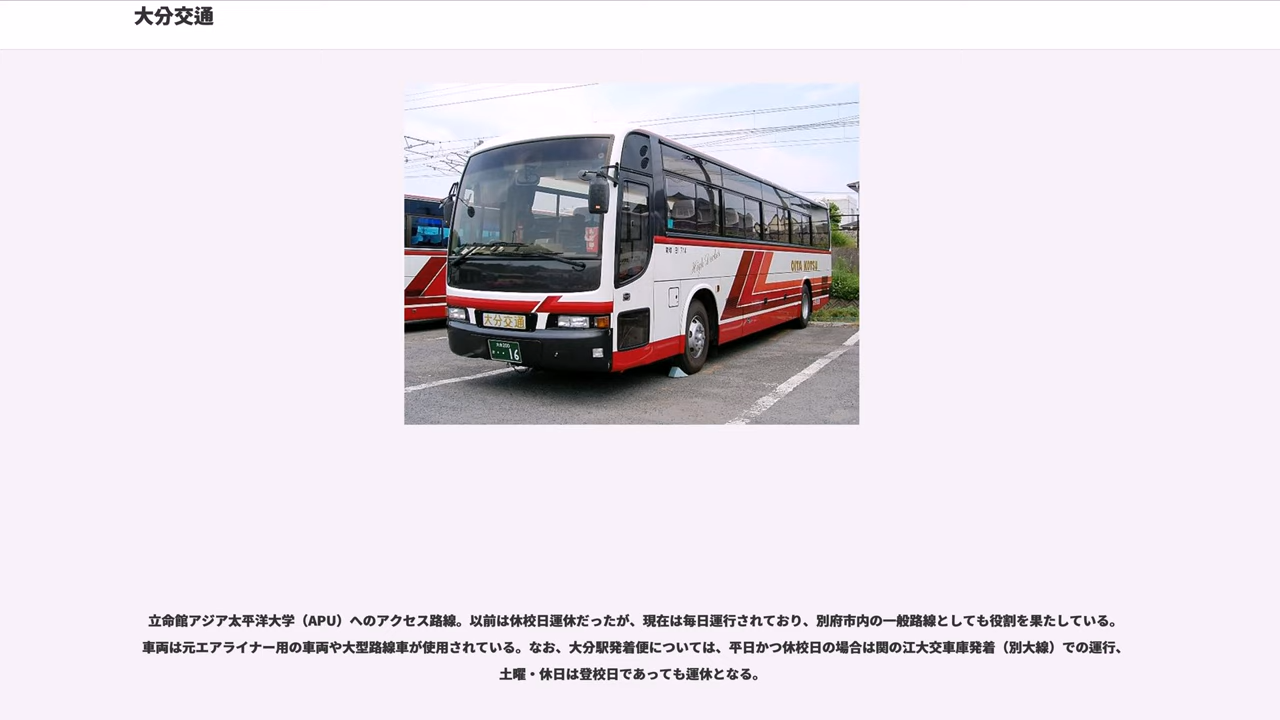 大分交通
High Decker
OITA KOTSU
大分交通
大分200
16
立命館アジア太平洋大学（APU）へのアクセス路線。以前は休校日運休だったが、現在は毎日運行されており、別府市内の一般路線としても役割を果たしている。
車両は元エアライナー用の車両や大型路線車が使用されている。なお、大分駅発着便については、平日かつ休校日の場合は関の江大交車庫発着（別大線）での運行、
土曜・休日は登校日であっても運休となる。